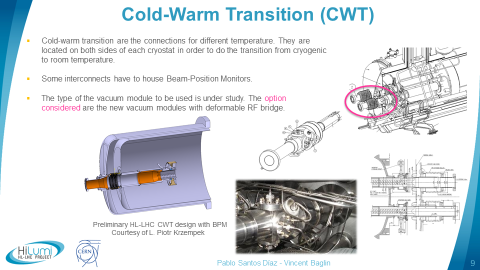 Cold-Warm Transition (CWT)
Cold-warm transition are the connections for different temperature. They are
located on both sides of each cryostat in order to do the transition from cryogenic
to room temperature.
Some interconnects have to house Beam-Position Monitors.
The type of the vacuum module to be used is under study. The option
considered are the new vacuum modules with deformable RF bridge.
Preliminary HL-LHC CWT design with BPM
Courtesy of L. Piotr Krzempek
HiLumi
HL-LHC PROJECT
CERN
Pablo Santos Díaz - Vincent Baglin
9